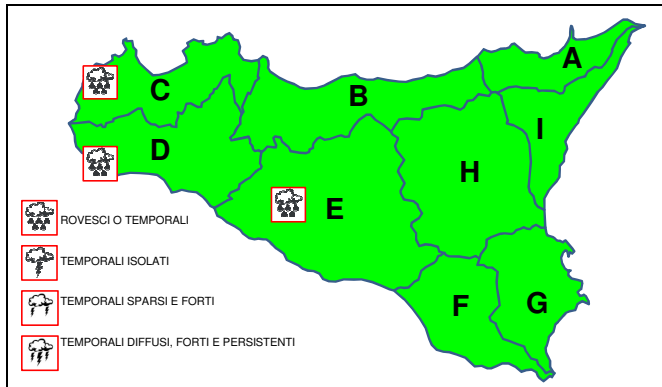 A
C
B
I
D
H
E
ROVESCI O TEMPORALI
TEMPORALI ISOLATI
F
G
TEMPORALI SPARSI E FORTI
TEMPORALI DIFFUSI, FORTI E PERSISTENTI